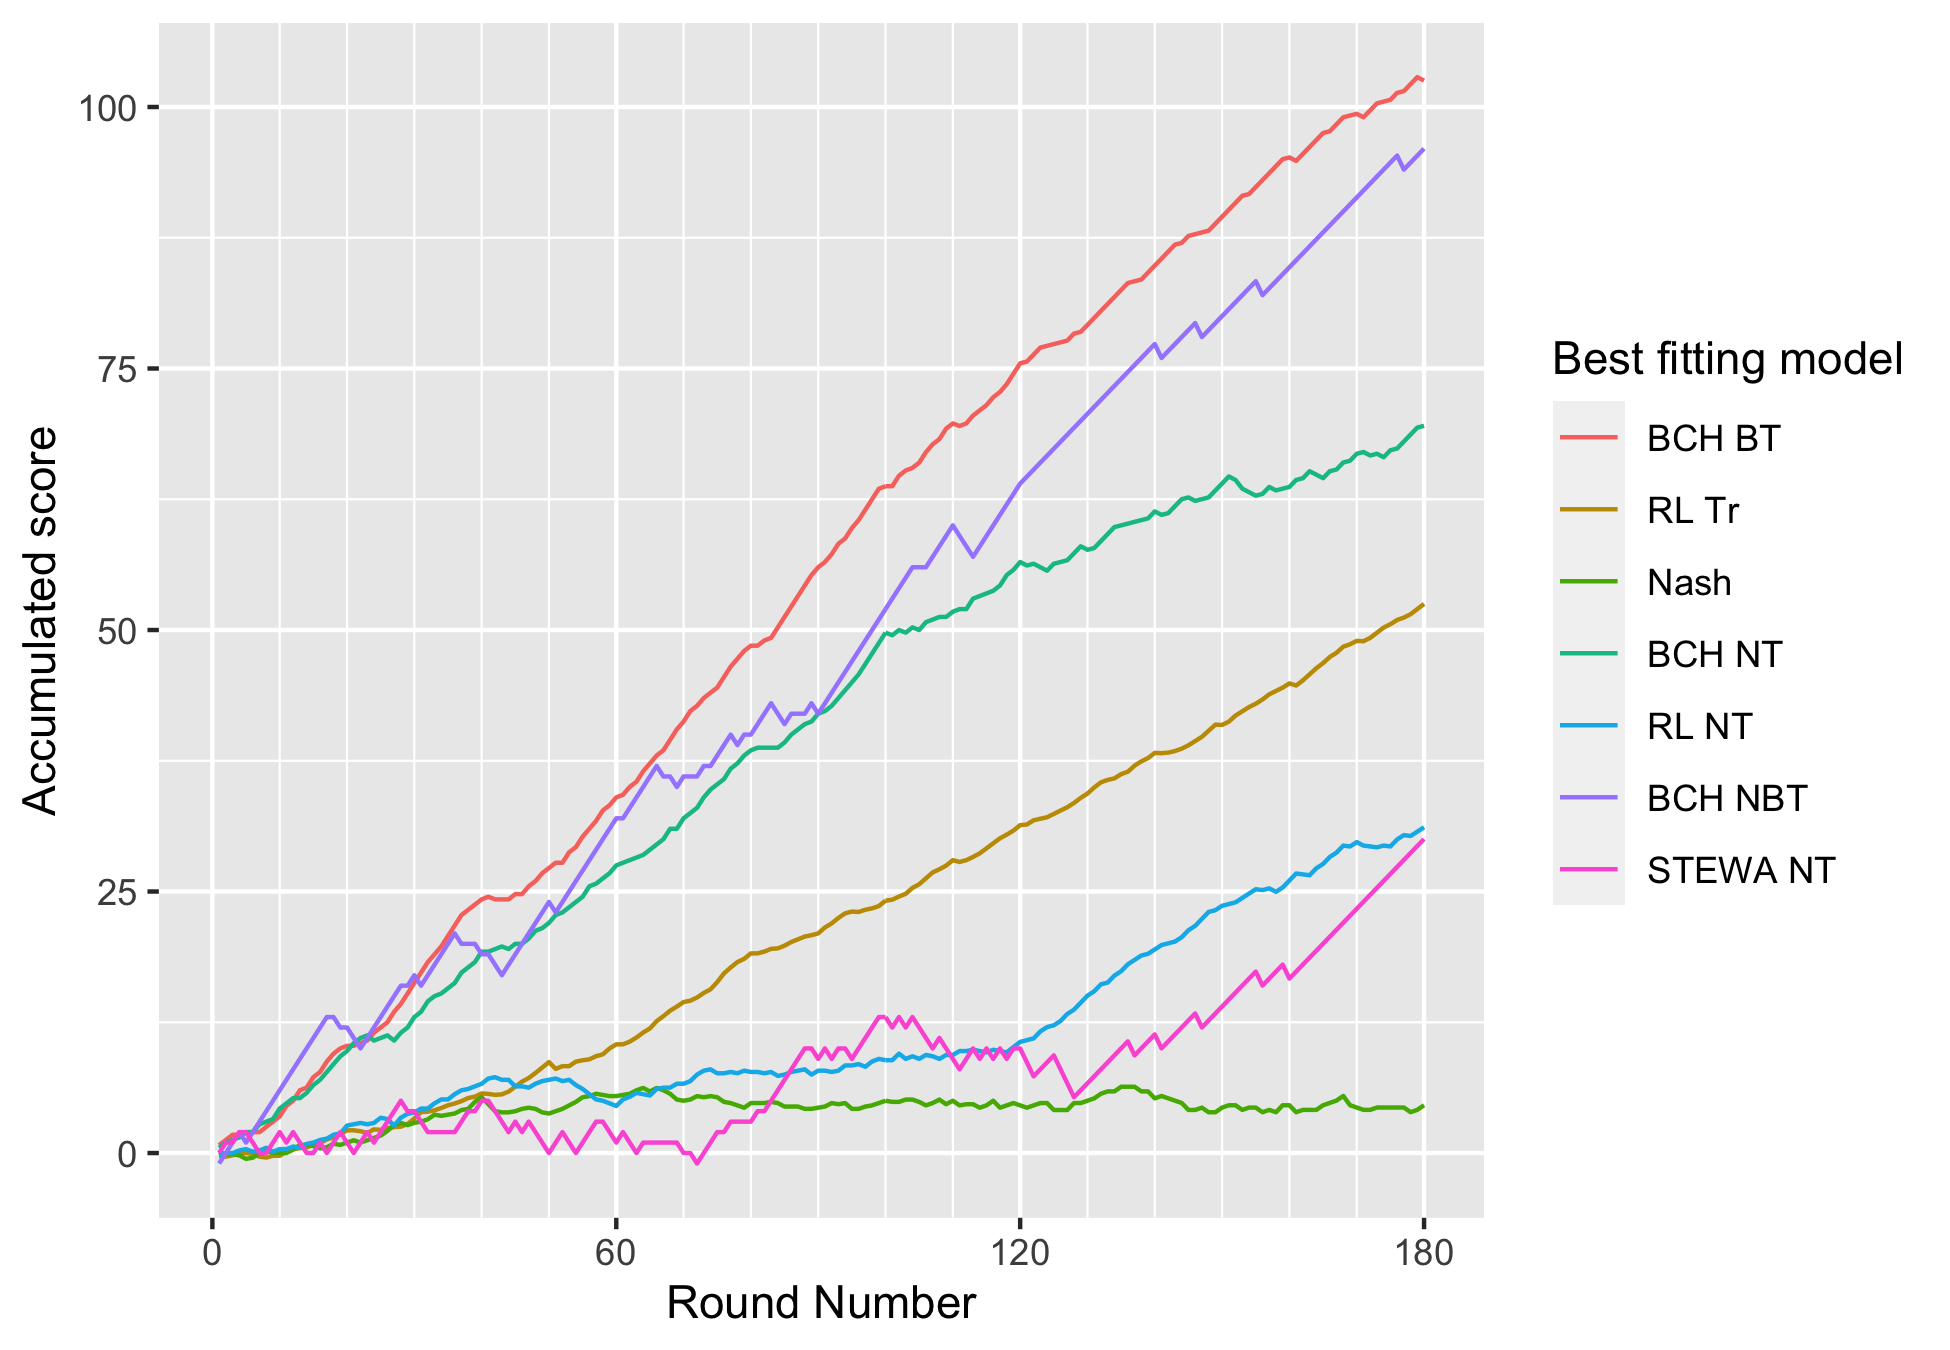 100
75
50
25
0
0
60
120
180
Accumulated score
Round Number
Best fitting model
BCH BT
RL Tr
Nash
BCH NT
RL NT
BCH NBT
STEWA NT